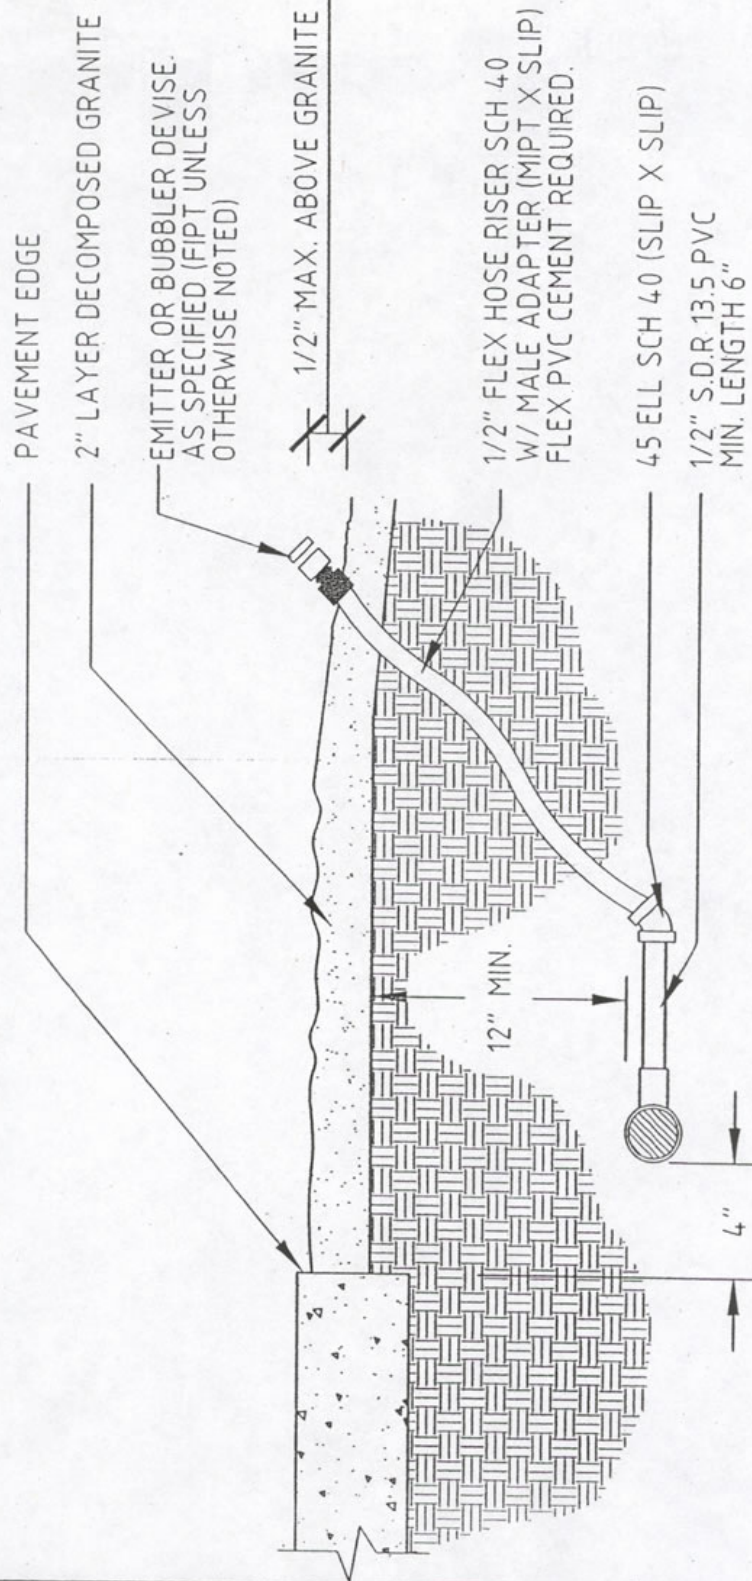 PAVEMENT EDGE
2" LAYER DECOMPOSED GRANITE
EMITTER OR BUBBLER DEVISE.
AS SPECIFIED (FIPT UNLESS
OTHERWISE NOTED)
1/2" MAX. ABOVE GRANITE
1/2" FLEX HOSE RISER SCH 40
W/ MALE ADAPTER (MIPT X SLIP)
FLEX PVC CEMENT REQUIRED.
45 ELL SCH 40 (SLIP X SLIP)
1/2" S.D.R. 13.5 PVC
MIN. LENGTH 6"
12" MIN.
4"